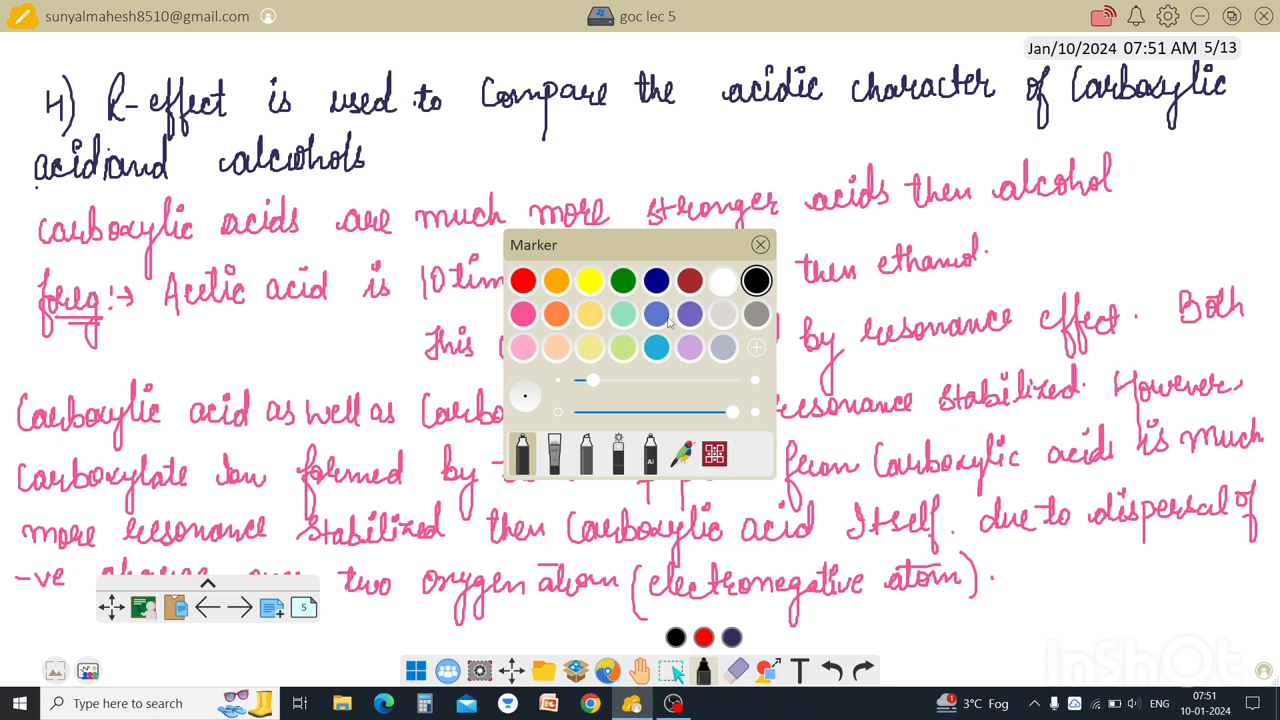 sunyalmahesh8510@gmail.com
goc lec 5
Jan/10/2024 07:51 AM 5/13
4) R-effect is used to Compare the acidic character of Carboxylic
acid and alcohols
Carboxylic acids are much more stronger acids then alcohol
for eg :→ Acetic acid is 10 tim then ethanol.
This by resonance effect. Both
Carboxylic acid as well as Carbo resonance stabilized. However
Carboxylate Ion formed by from Carboxylic acid is much
more resonance stabilized then Carboxylic acid Itself. due to dispersal of
-ve two oxygen atom (electronegative atom).
Marker
AI
5
InShOt
Type here to search
3°C Fog
ENG
07:51
10-01-2024